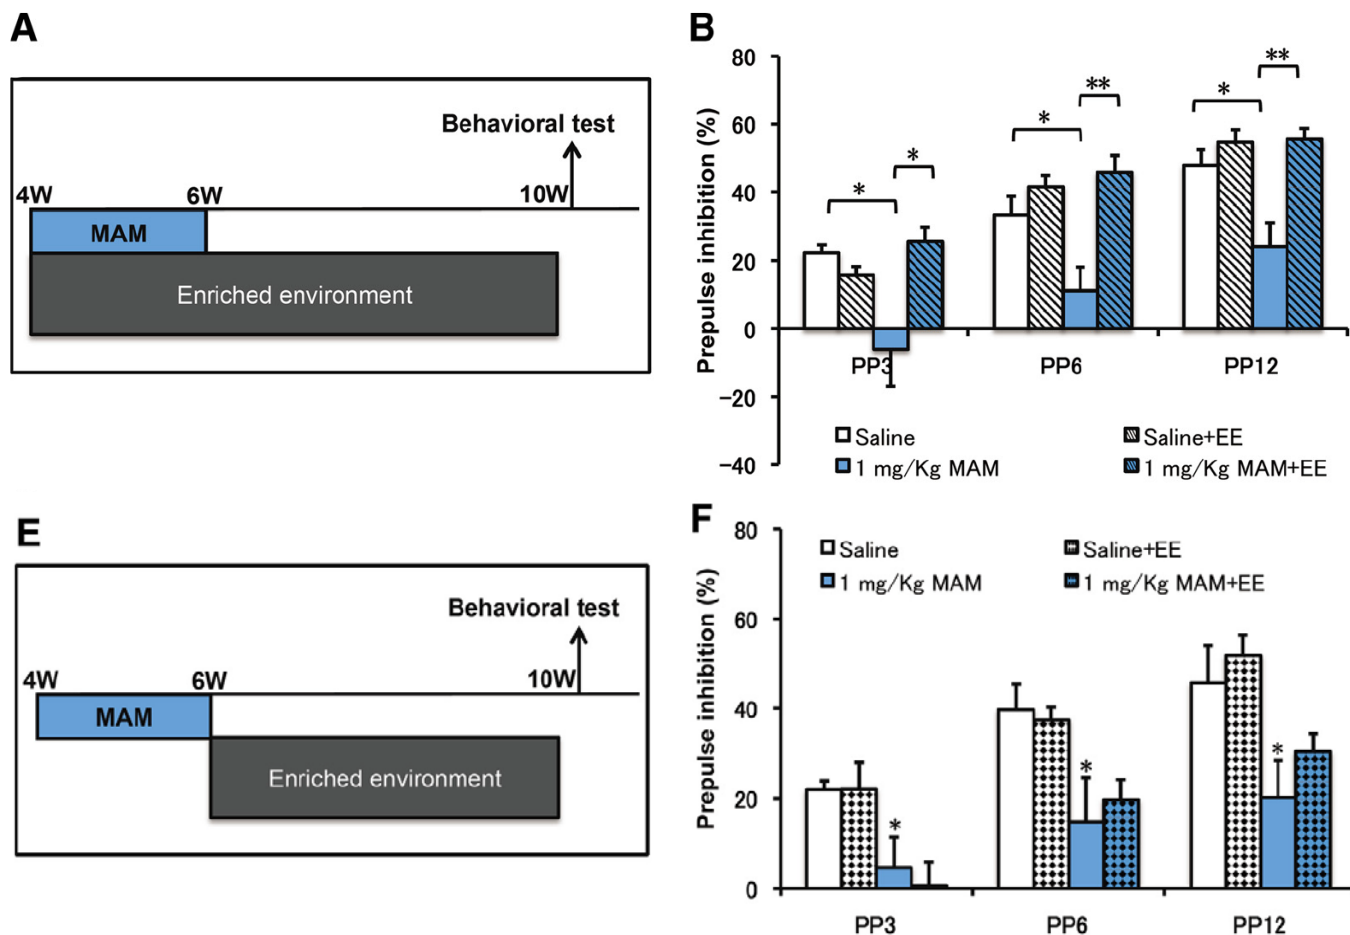 A
Behavioral test
4W 6W 10W
MAM
Enriched environment
B
Prepulse inhibition (%)
80
60
40
20
0
−20
−40
* *
* **
* **
PP3 PP6 PP12
Saline Saline+EE
1 mg/Kg MAM 1 mg/Kg MAM+EE
E
Behavioral test
4W 6W 10W
MAM
Enriched environment
F
Prepulse inhibition (%)
80
60
40
20
0
Saline Saline+EE
1 mg/Kg MAM 1 mg/Kg MAM+EE
* * *
PP3 PP6 PP12